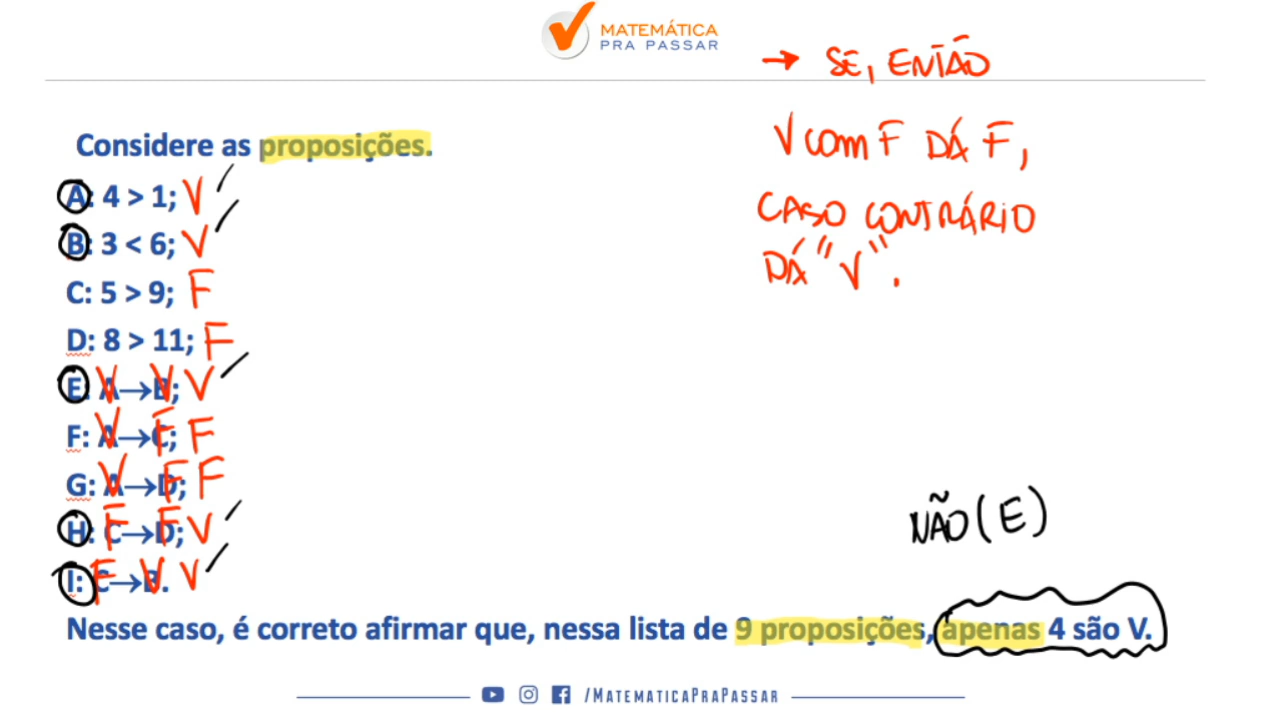 MATEMÁTICA
PRA PASSAR
→ SE, ENTÃO
V com F DÁ F,
CASO CONTRÁRIO
DÁ "V".
Considere as proposições.
A: 4 > 1; V
B: 3 < 6; V
C: 5 > 9; F
D: 8 > 11; F
E: A→B; V V V
F: A→C; V F F
G: A→D; V F F
H: C→D; F F V
I: C→B. F V V
NÃO (E)
Nesse caso, é correto afirmar que, nessa lista de 9 proposições, apenas 4 são V.
/MATEMATICAPRAPASSAR